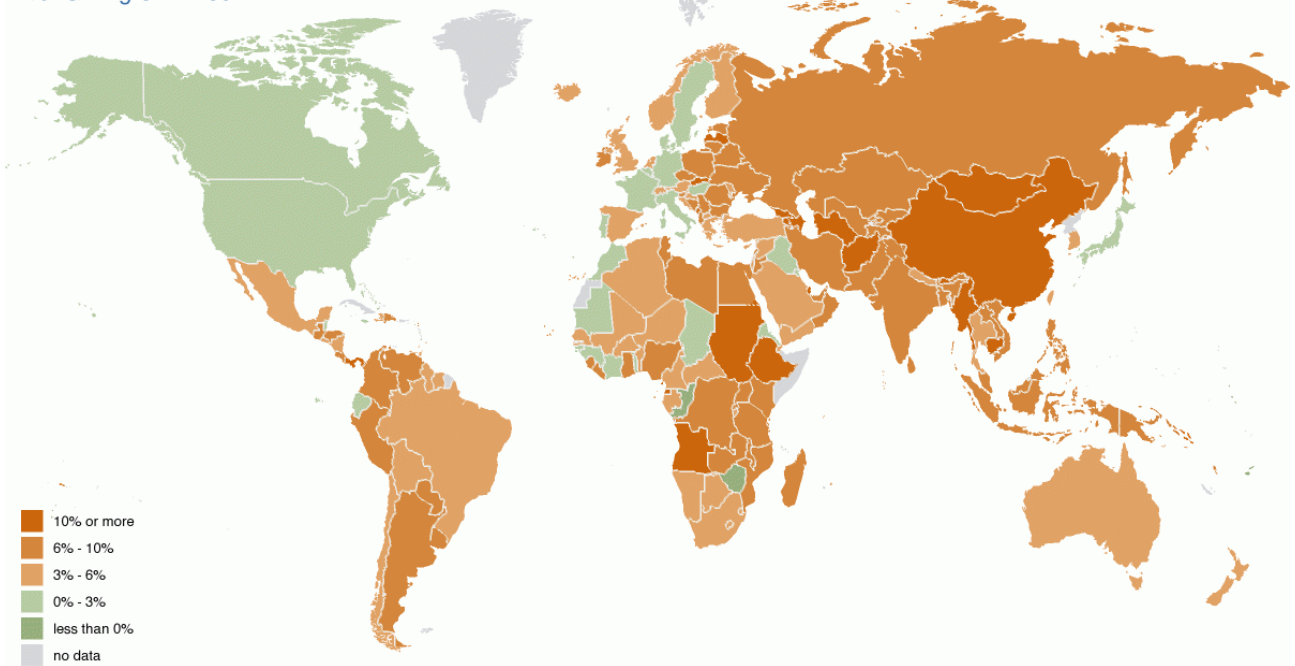 10% or more
6% - 10%
3% - 6%
0% - 3%
less than 0%
no data